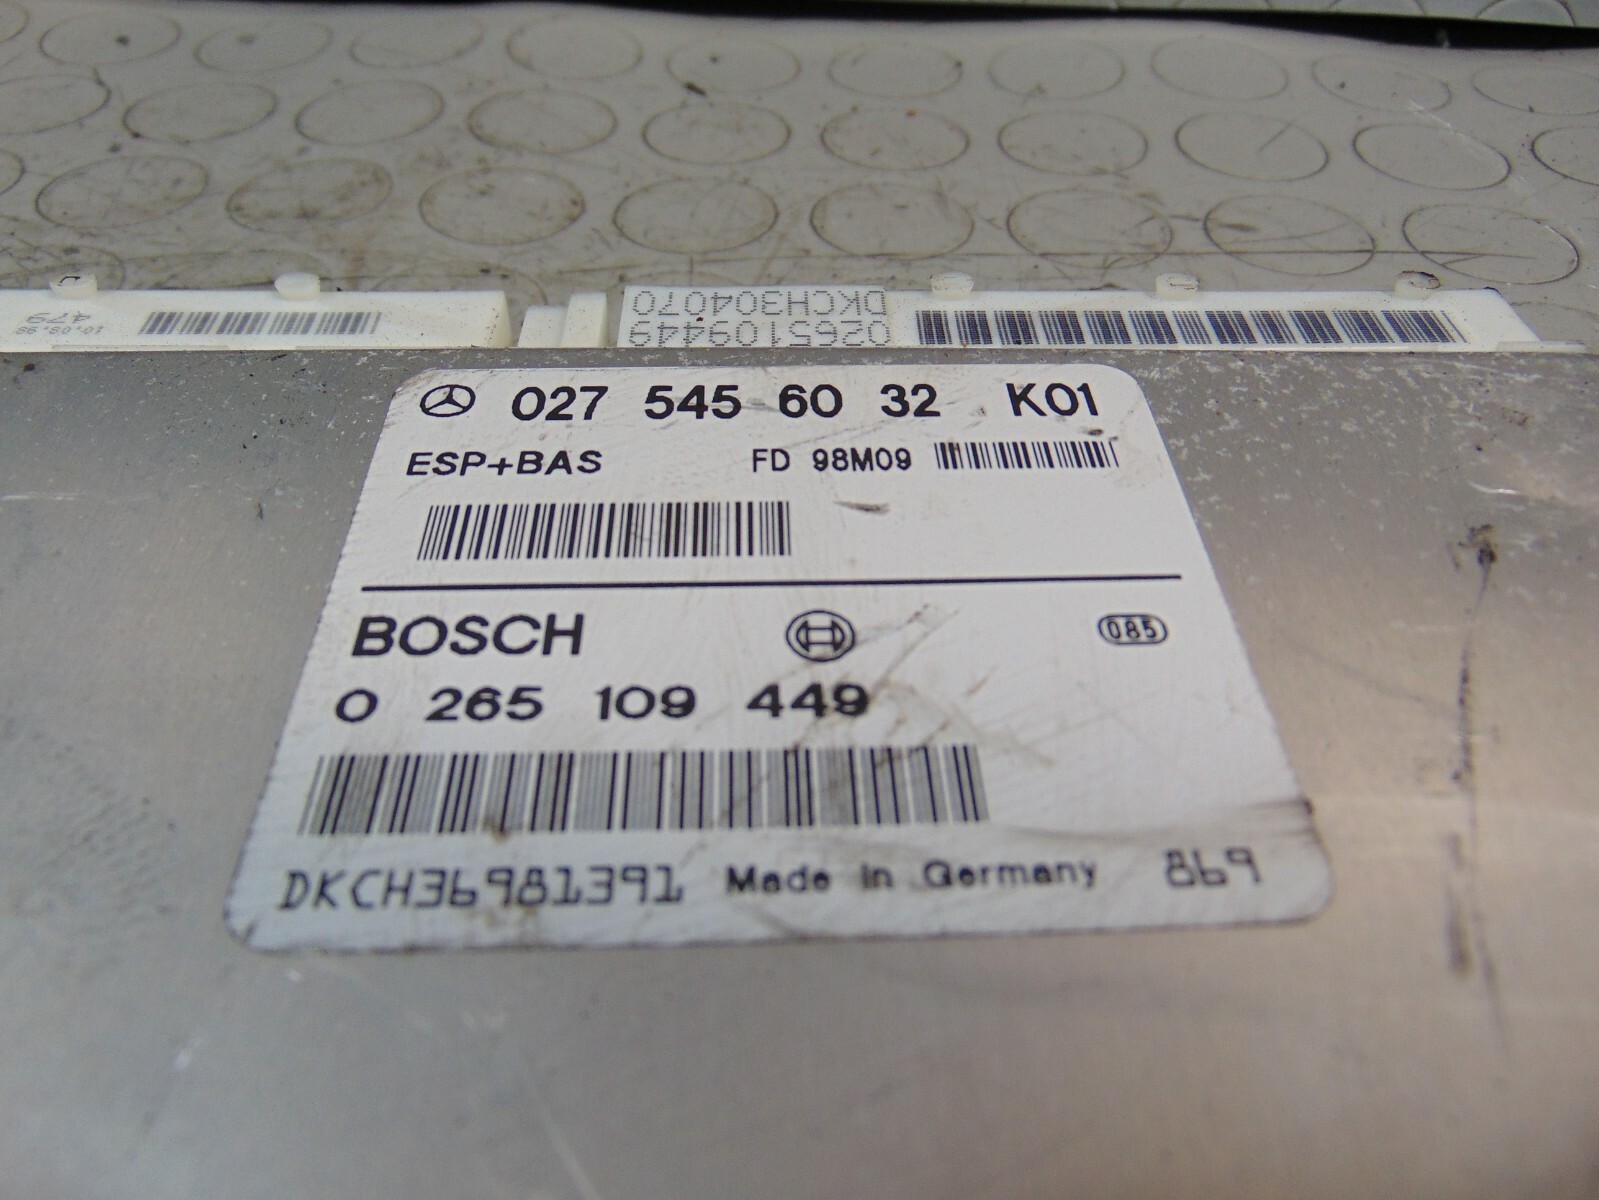 10.08.98
479
DKCH304070
0265109449
027 545 60 32 K01
ESP+BAS FD 98M09
BOSCH 085
0 265 109 449
DKCH36981391 Made in Germany 869